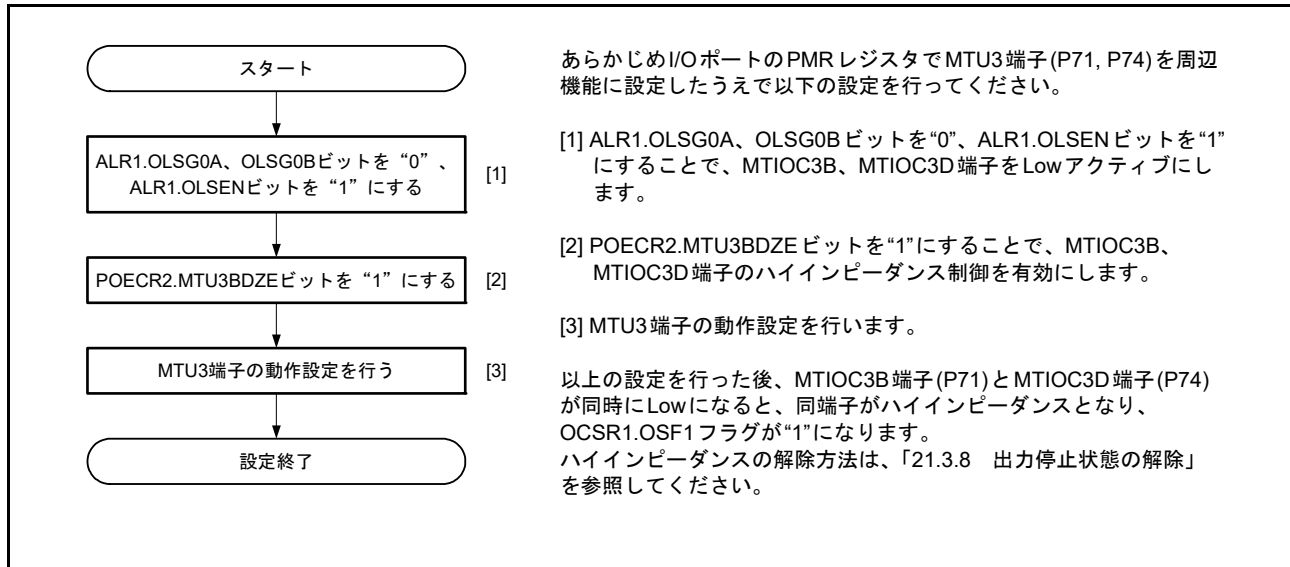 スタート
ALR1.OLSG0A、OLSG0Bビットを“0”、
ALR1.OLSENビットを“1”にする
[1]
POECR2.MTU3BDZEビットを“1”にする
[2]
MTU3端子の動作設定を行う
[3]
設定終了
あらかじめI/OポートのPMRレジスタでMTU3端子(P71, P74)を周辺
機能に設定したうえで以下の設定を行ってください。
[1] ALR1.OLSG0A、OLSG0Bビットを“0”、ALR1.OLSENビットを“1”
にすることで、MTIOC3B、MTIOC3D端子をLowアクティブにし
ます。
[2] POECR2.MTU3BDZEビットを“1”にすることで、MTIOC3B、
MTIOC3D端子のハイインピーダンス制御を有効にします。
[3] MTU3端子の動作設定を行います。
以上の設定を行った後、MTIOC3B端子(P71)とMTIOC3D端子(P74)
が同時にLowになると、同端子がハイインピーダンスとなり、
OCSR1.OSF1フラグが“1”になります。
ハイインピーダンスの解除方法は、「21.3.8　出力停止状態の解除」
を参照してください。